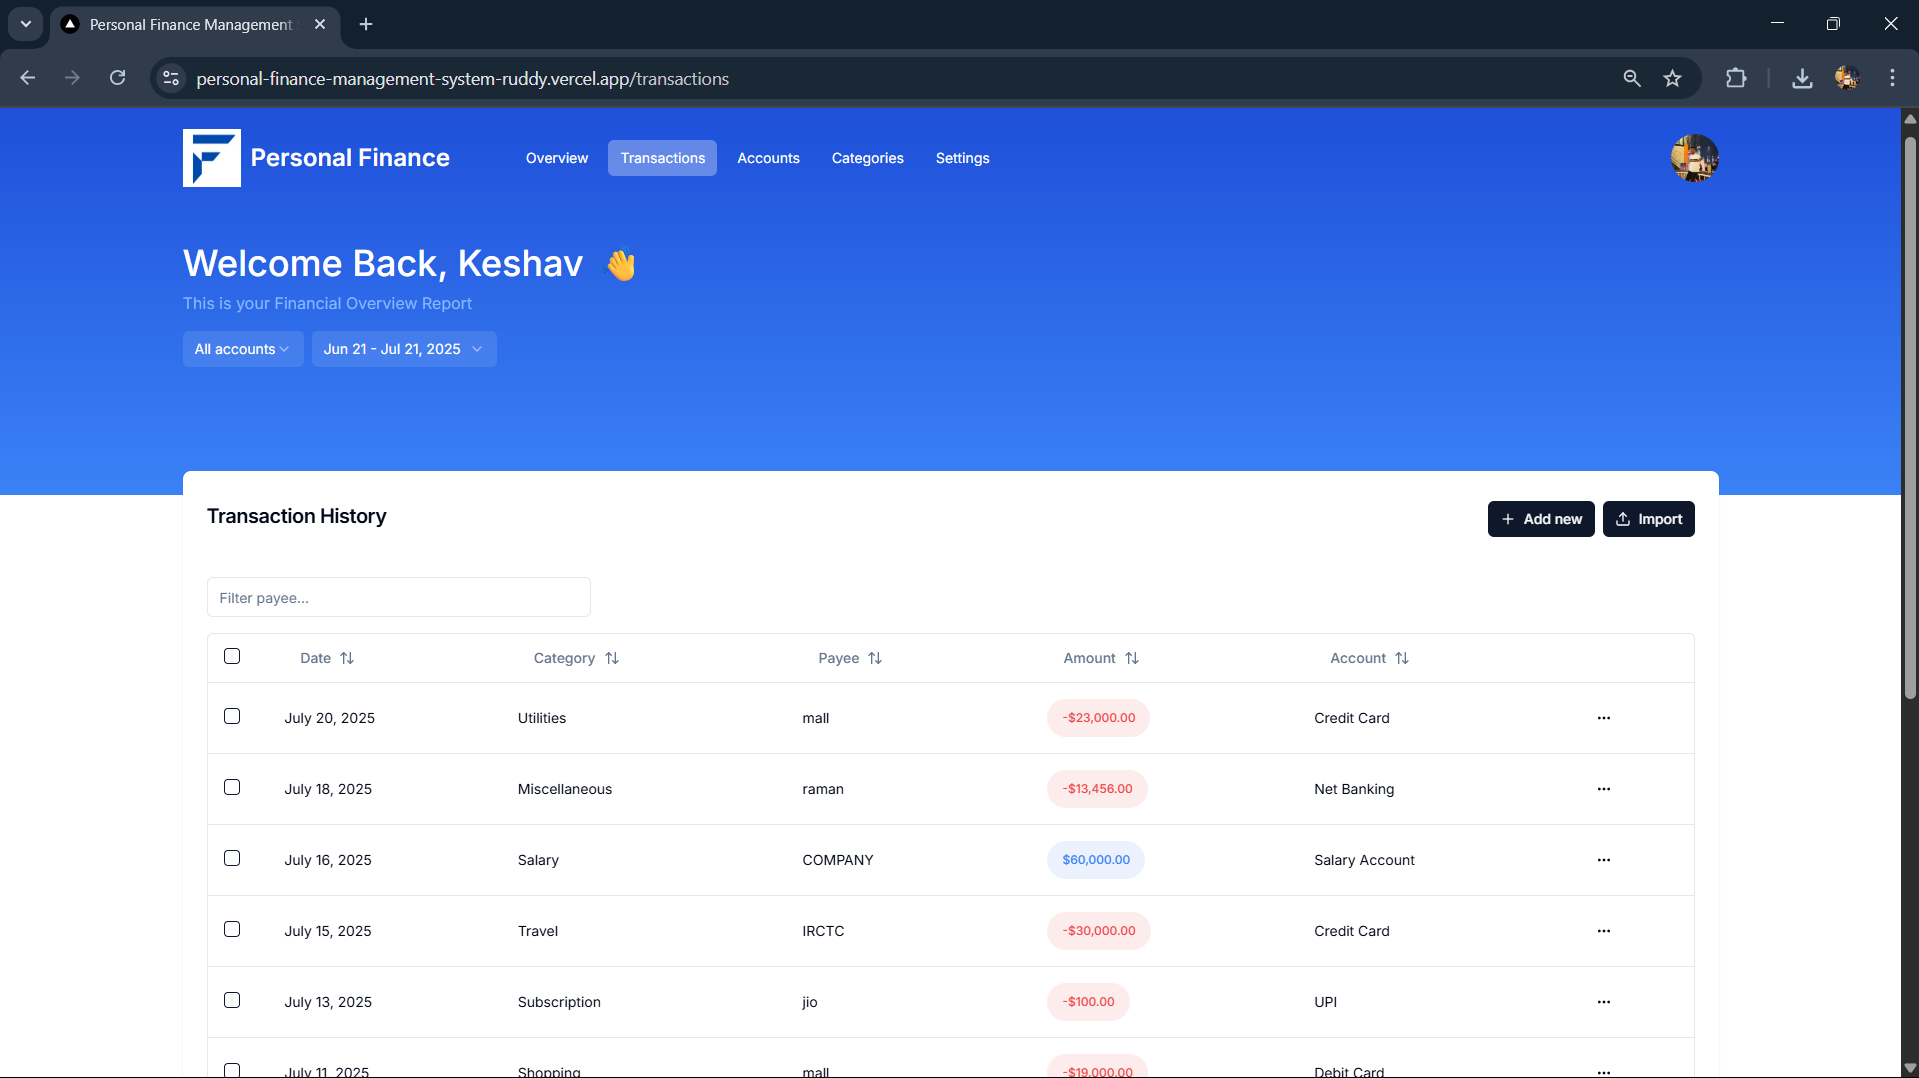 Personal Finance Management
personal-finance-management-system-ruddy.vercel.app/transactions
Personal Finance
Overview
Transactions
Accounts
Categories
Settings
Welcome Back, Keshav 👋
This is your Financial Overview Report
All accounts
Jun 21 - Jul 21, 2025
Transaction History
+ Add new
Import
Filter payee...
Date Category Payee Amount Account
July 20, 2025 Utilities mall -$23,000.00 Credit Card ...
July 18, 2025 Miscellaneous raman -$13,456.00 Net Banking ...
July 16, 2025 Salary COMPANY $60,000.00 Salary Account ...
July 15, 2025 Travel IRCTC -$30,000.00 Credit Card ...
July 13, 2025 Subscription jio -$100.00 UPI ...
July 11, 2025 Shopping mall -$19,000.00 Debit Card ...